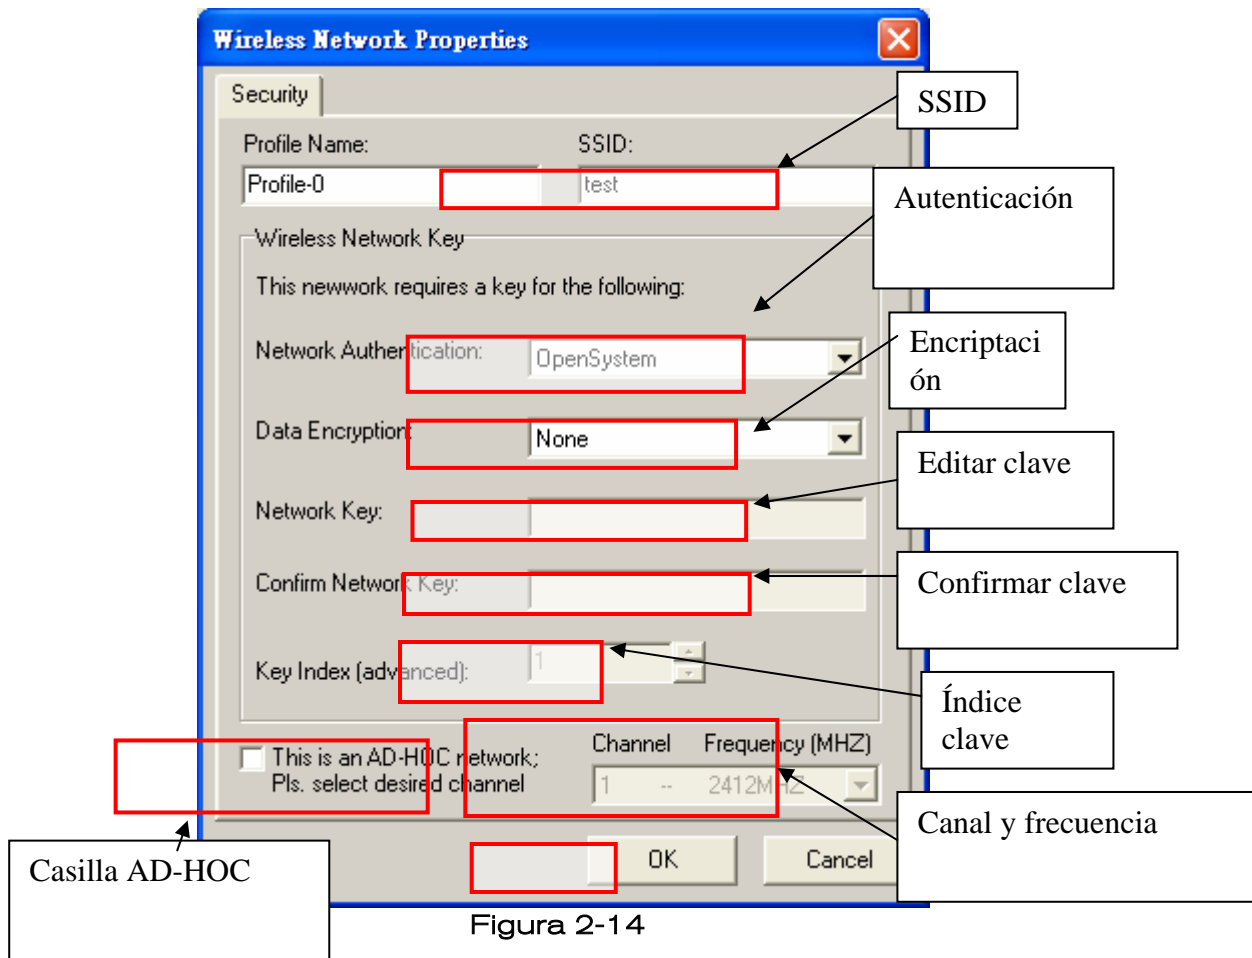 Wireless Network Properties
Security
SSID
Profile Name: SSID:
Profile-0 test
Autenticación
Wireless Network Key
This newwork requires a key for the following:
Network Authentication: OpenSystem
Encriptaci
ón
Data Encryption: None
Editar clave
Network Key:
Confirm Network Key:
Confirmar clave
Key Index (advanced): 1
Índice
clave
This is an AD-HOC network;
Pls. select desired channel
Channel Frequency (MHZ)
1 -- 2412MHZ
Canal y frecuencia
Casilla AD-HOC
OK Cancel
Figura 2-14